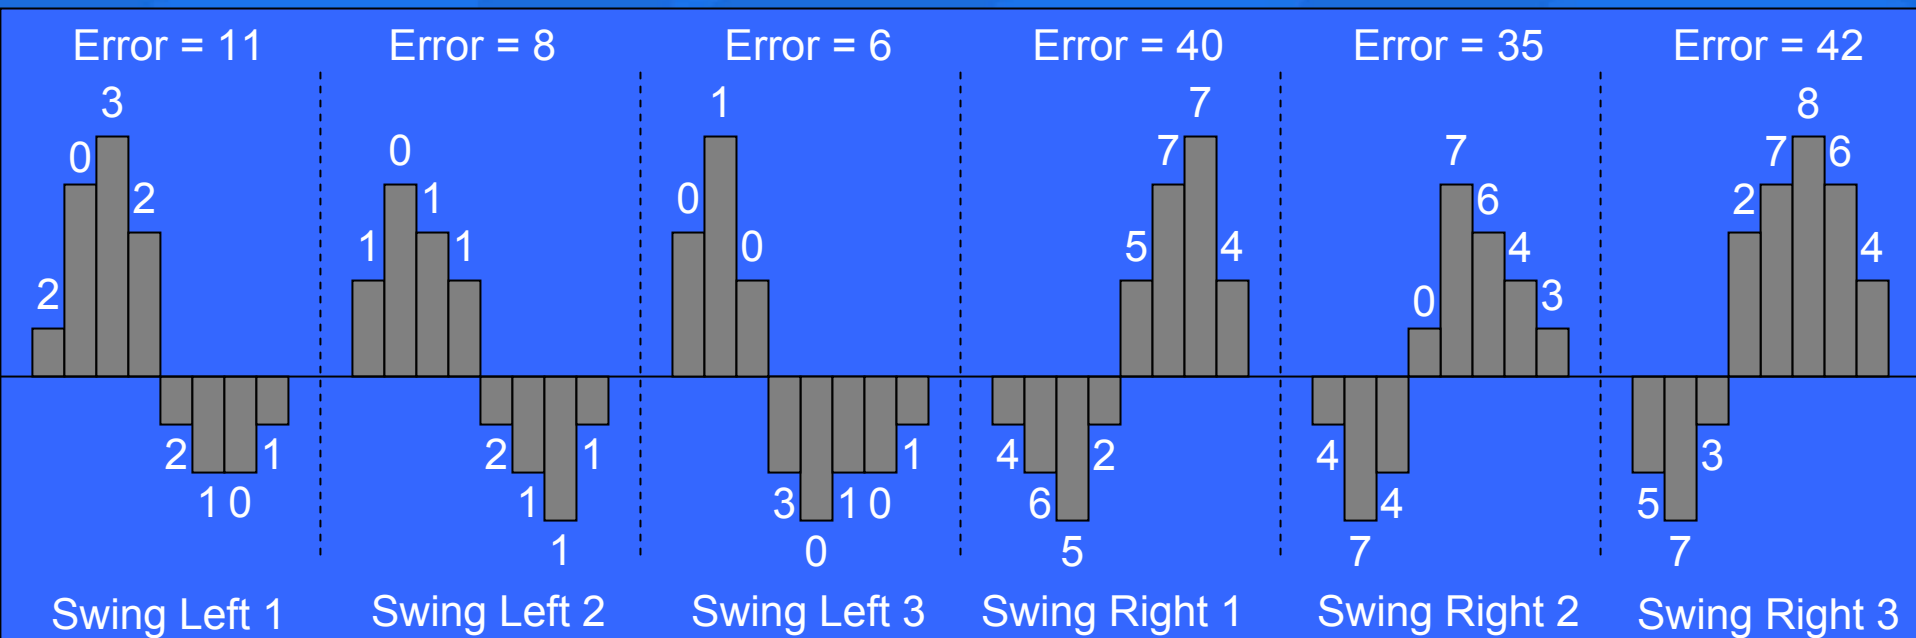 Error = 11 Error = 8 Error = 6 Error = 40 Error = 35 Error = 42
2 0 3 2 2 1 0 1
1 0 1 1 2 1 1 1
0 1 0 3 0 1 0 1
4 6 5 2 5 7 7 4
4 7 4 0 7 6 4 3
5 7 3 2 7 8 6 4
Swing Left 1 Swing Left 2 Swing Left 3 Swing Right 1 Swing Right 2 Swing Right 3